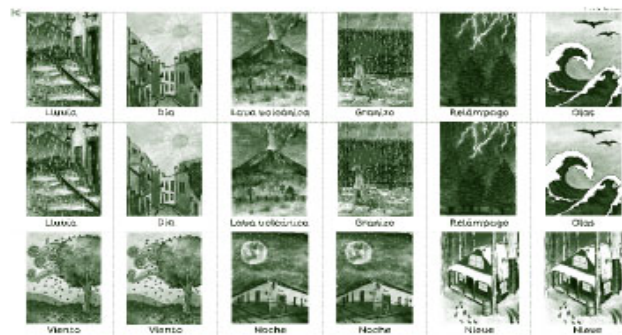 Lluvia Día Lava volcánica Granizo Relámpago Olas
Lluvia Día Lava volcánica Granizo Relámpago Olas
Viento Viento Noche Noche Nieve Nieve